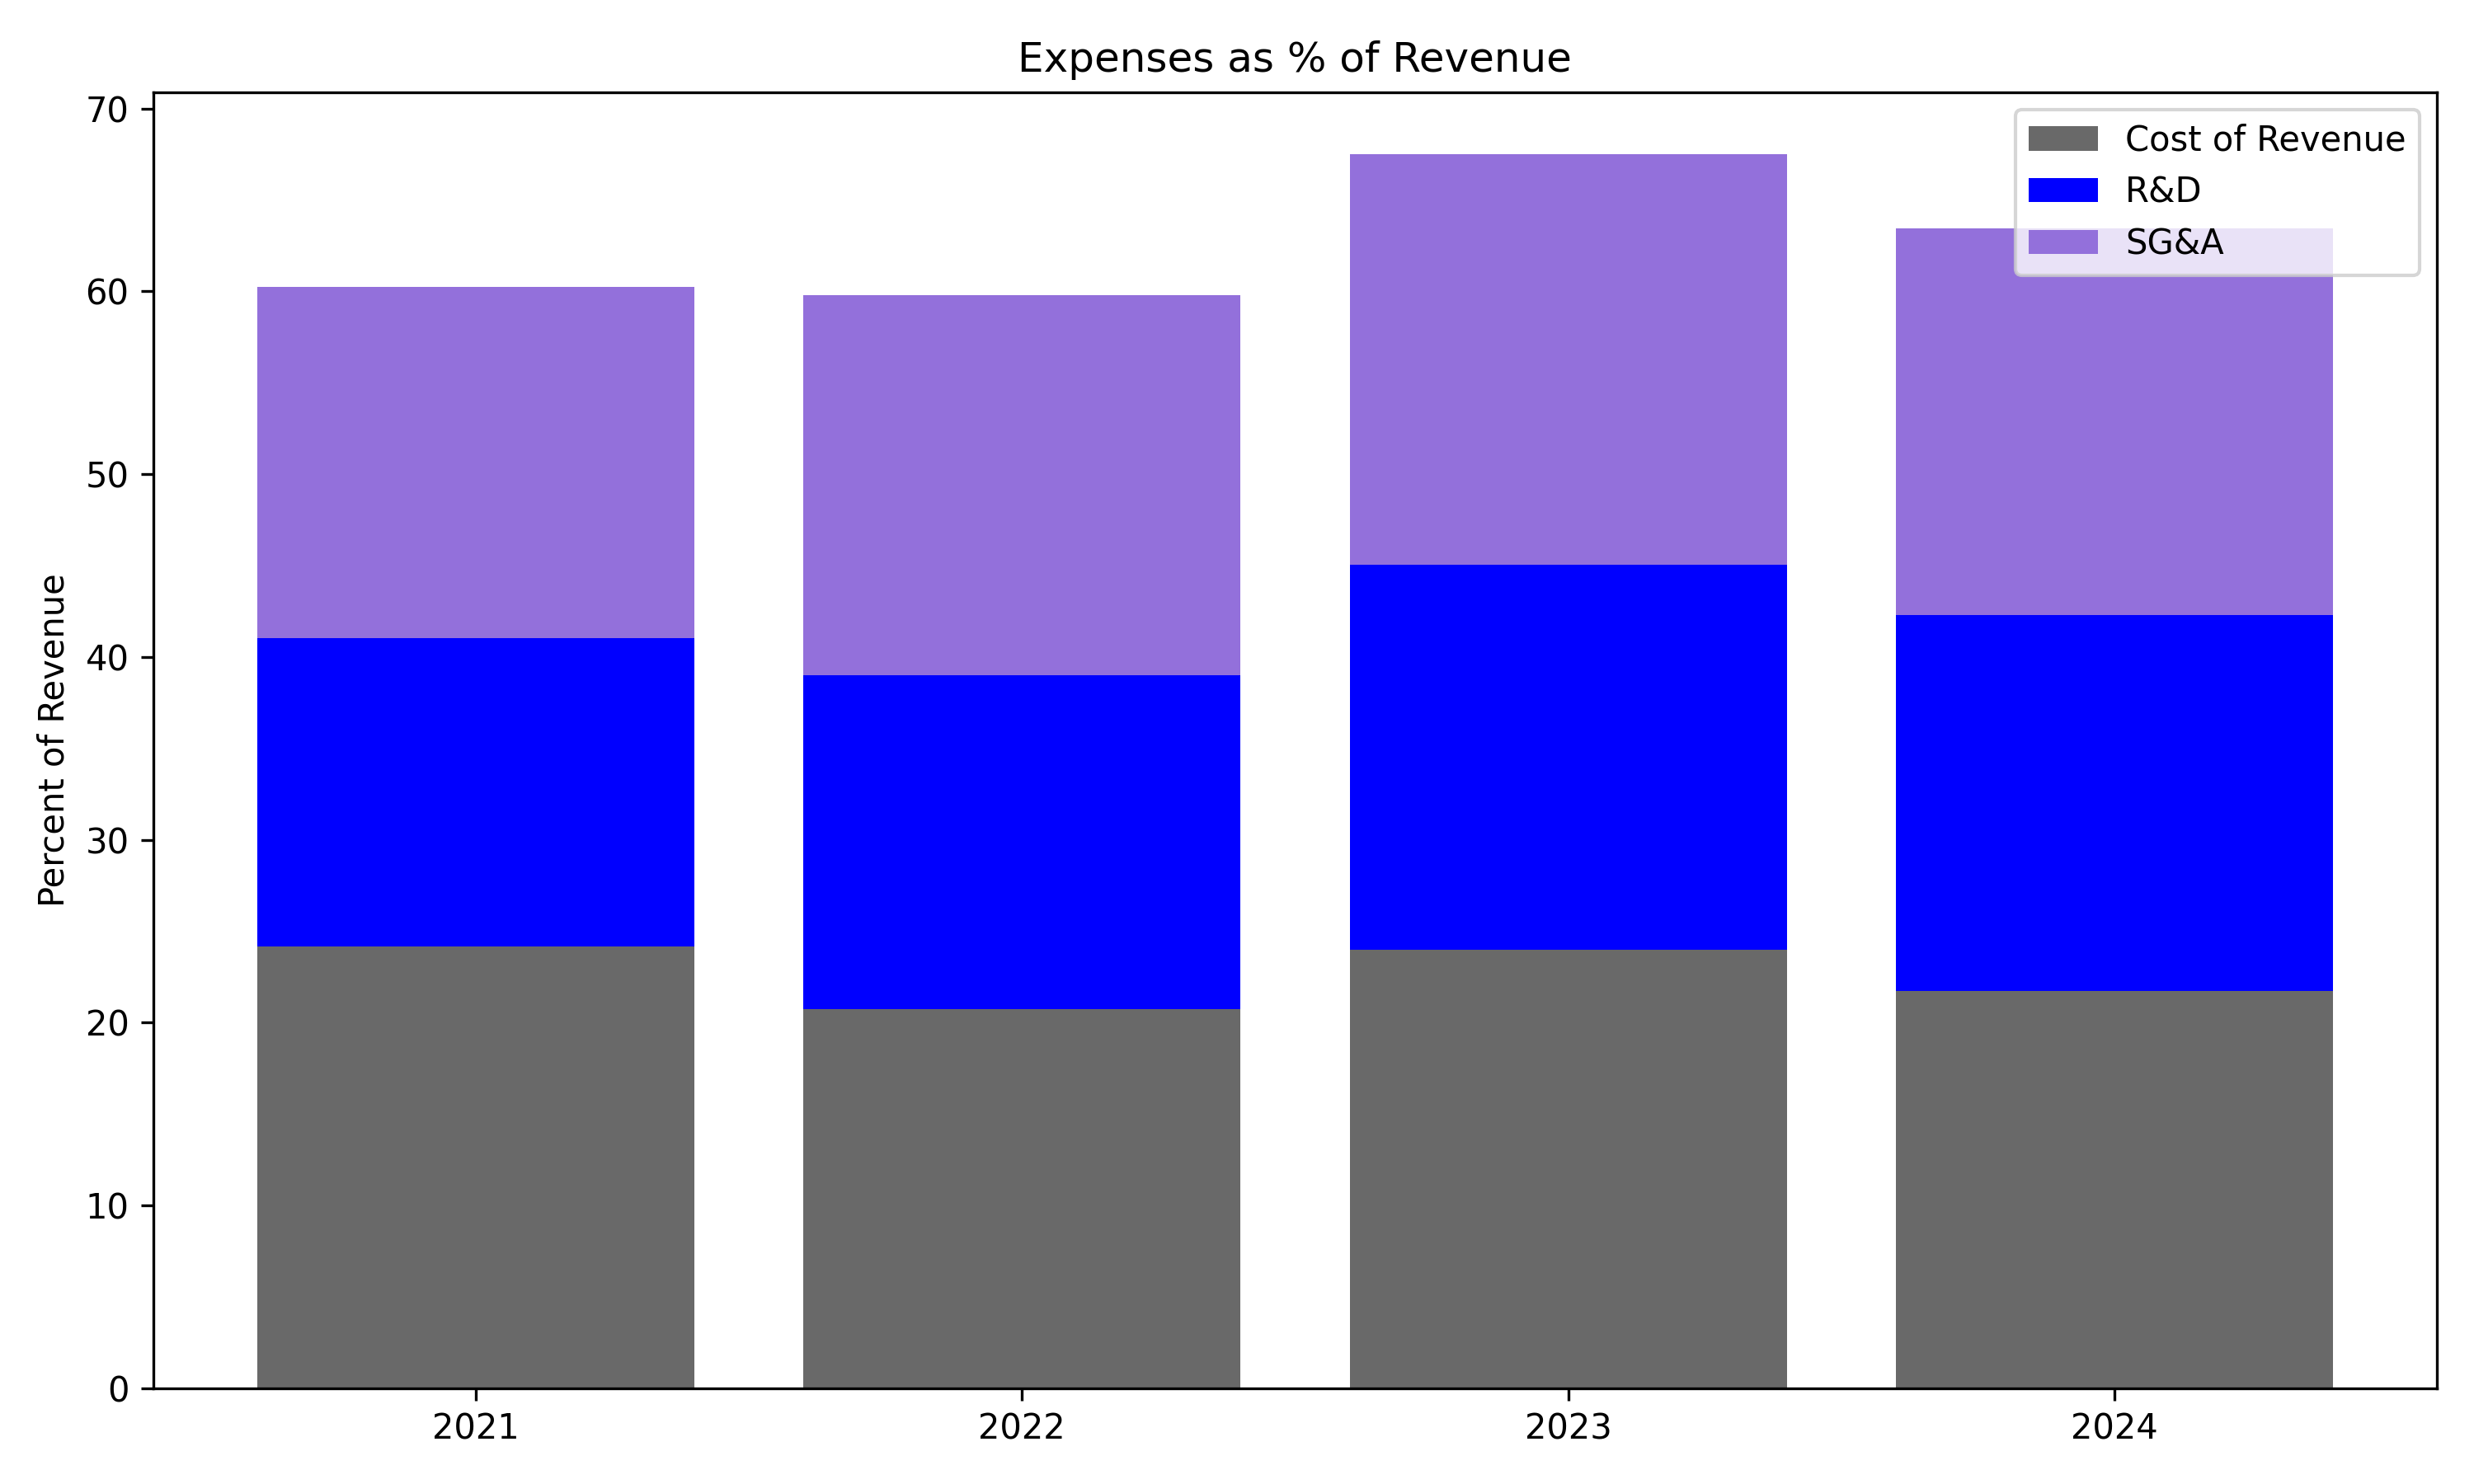 Expenses as % of Revenue
Percent of Revenue
70
60
50
40
30
20
10
0
Cost of Revenue
R&D
SG&A
2021
2022
2023
2024